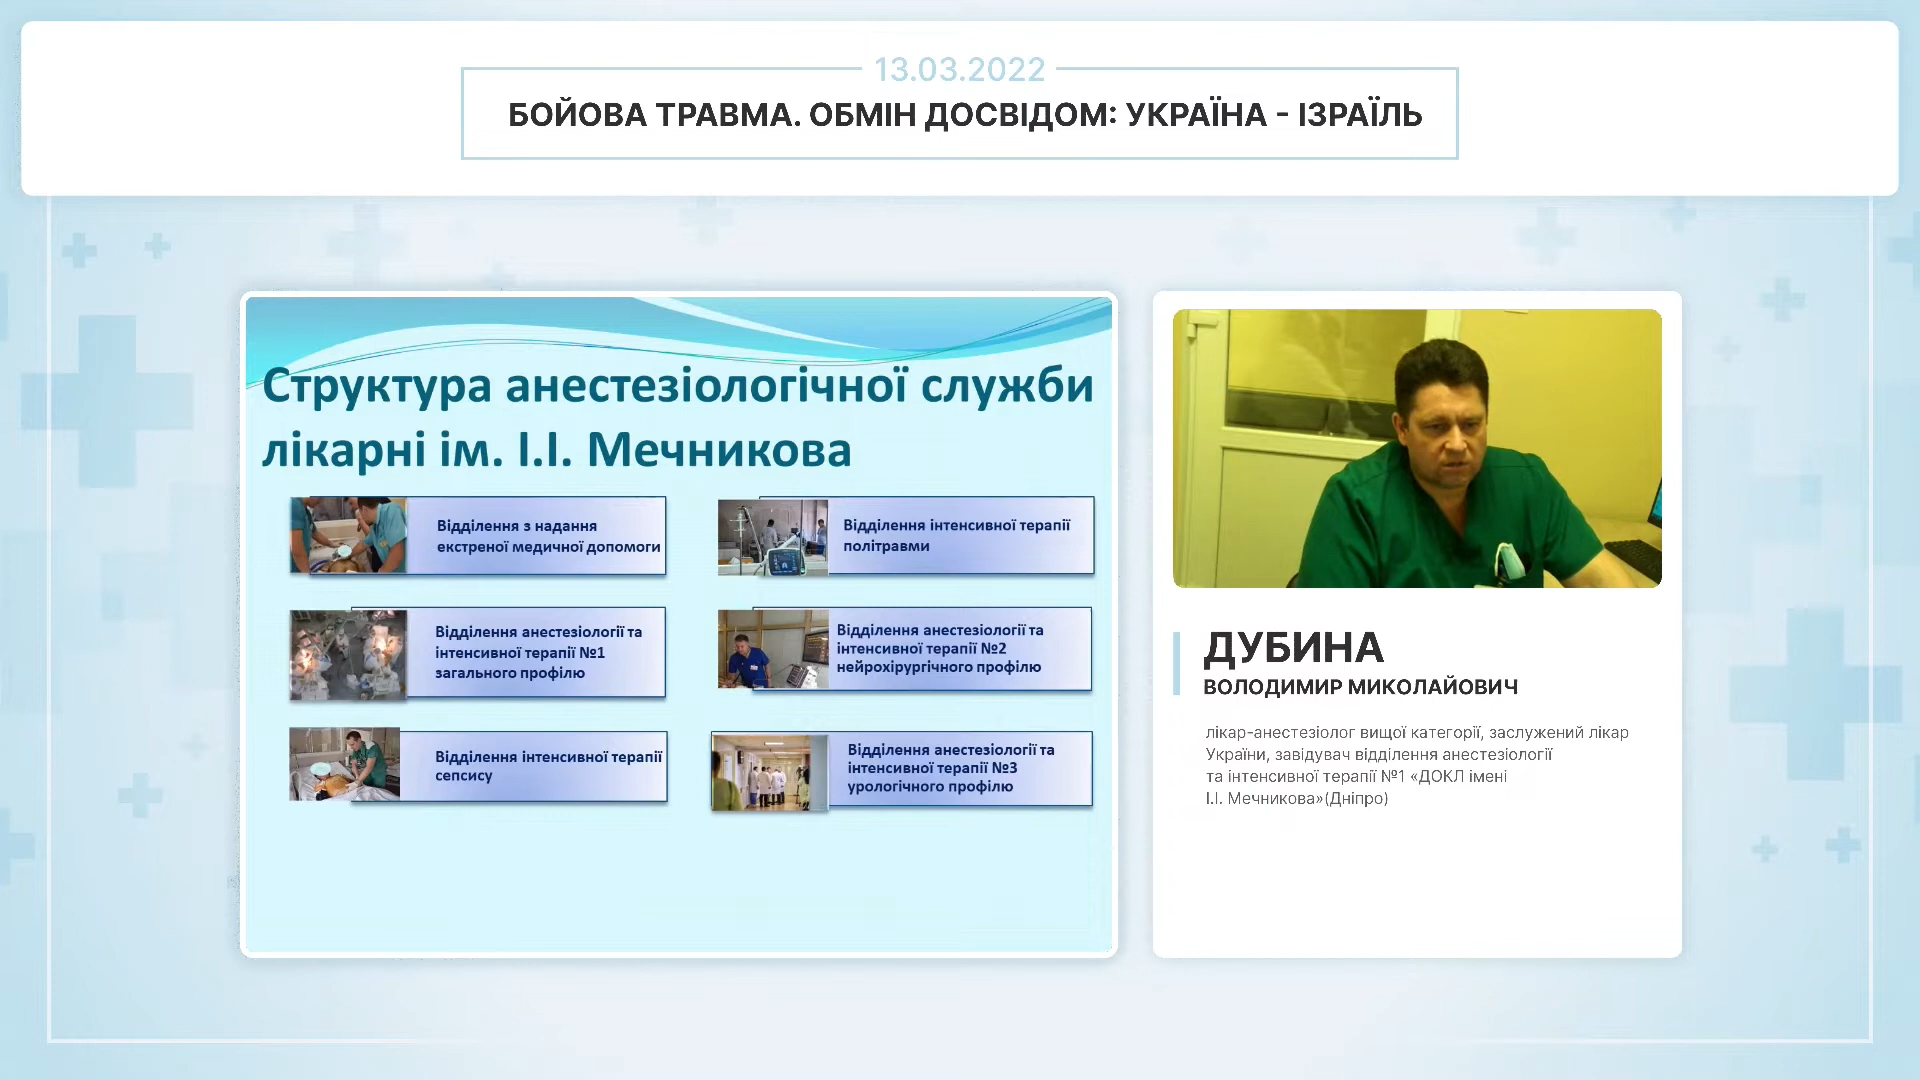 13.03.2022
БОЙОВА ТРАВМА. ОБМІН ДОСВІДОМ: УКРАЇНА - ІЗРАЇЛЬ
Структура анестезіологічної служби
лікарні ім. І.І. Мечникова
Відділення з надання
екстреної медичної допомоги
Відділення інтенсивної терапії
політравми
Відділення анестезіології та
інтенсивної терапії №1
загального профілю
Відділення анестезіології та
інтенсивної терапії №2
нейрохірургічного профілю
Відділення інтенсивної терапії
сепсису
Відділення анестезіології та
інтенсивної терапії №3
урологічного профілю
ДУБИНА
ВОЛОДИМИР МИКОЛАЙОВИЧ
лікар-анестезіолог вищої категорії, заслужений лікар
України, завідувач відділення анестезіології
та інтенсивної терапії №1 «ДОКЛ імені
І.І. Мечникова»(Дніпро)